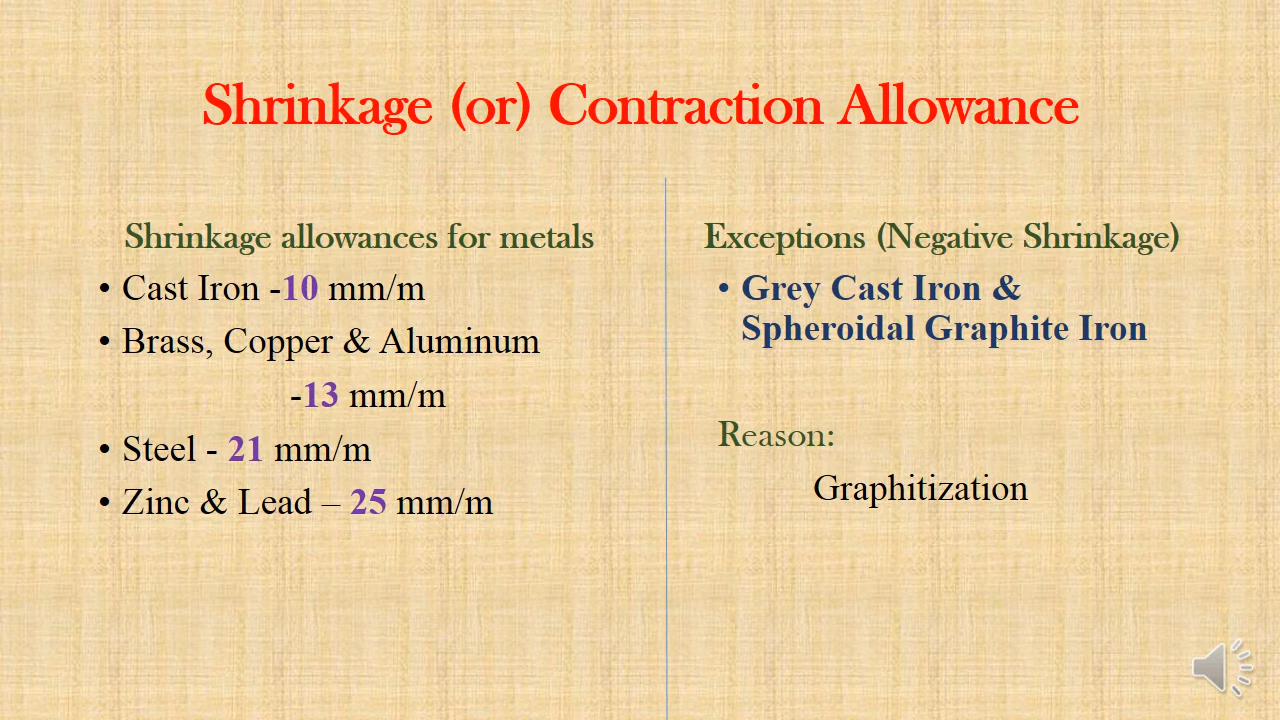 Shrinkage (or) Contraction Allowance
Shrinkage allowances for metals
• Cast Iron -10 mm/m
• Brass, Copper & Aluminum
-13 mm/m
• Steel - 21 mm/m
• Zinc & Lead – 25 mm/m
Exceptions (Negative Shrinkage)
• Grey Cast Iron &
Spheroidal Graphite Iron
Reason:
Graphitization